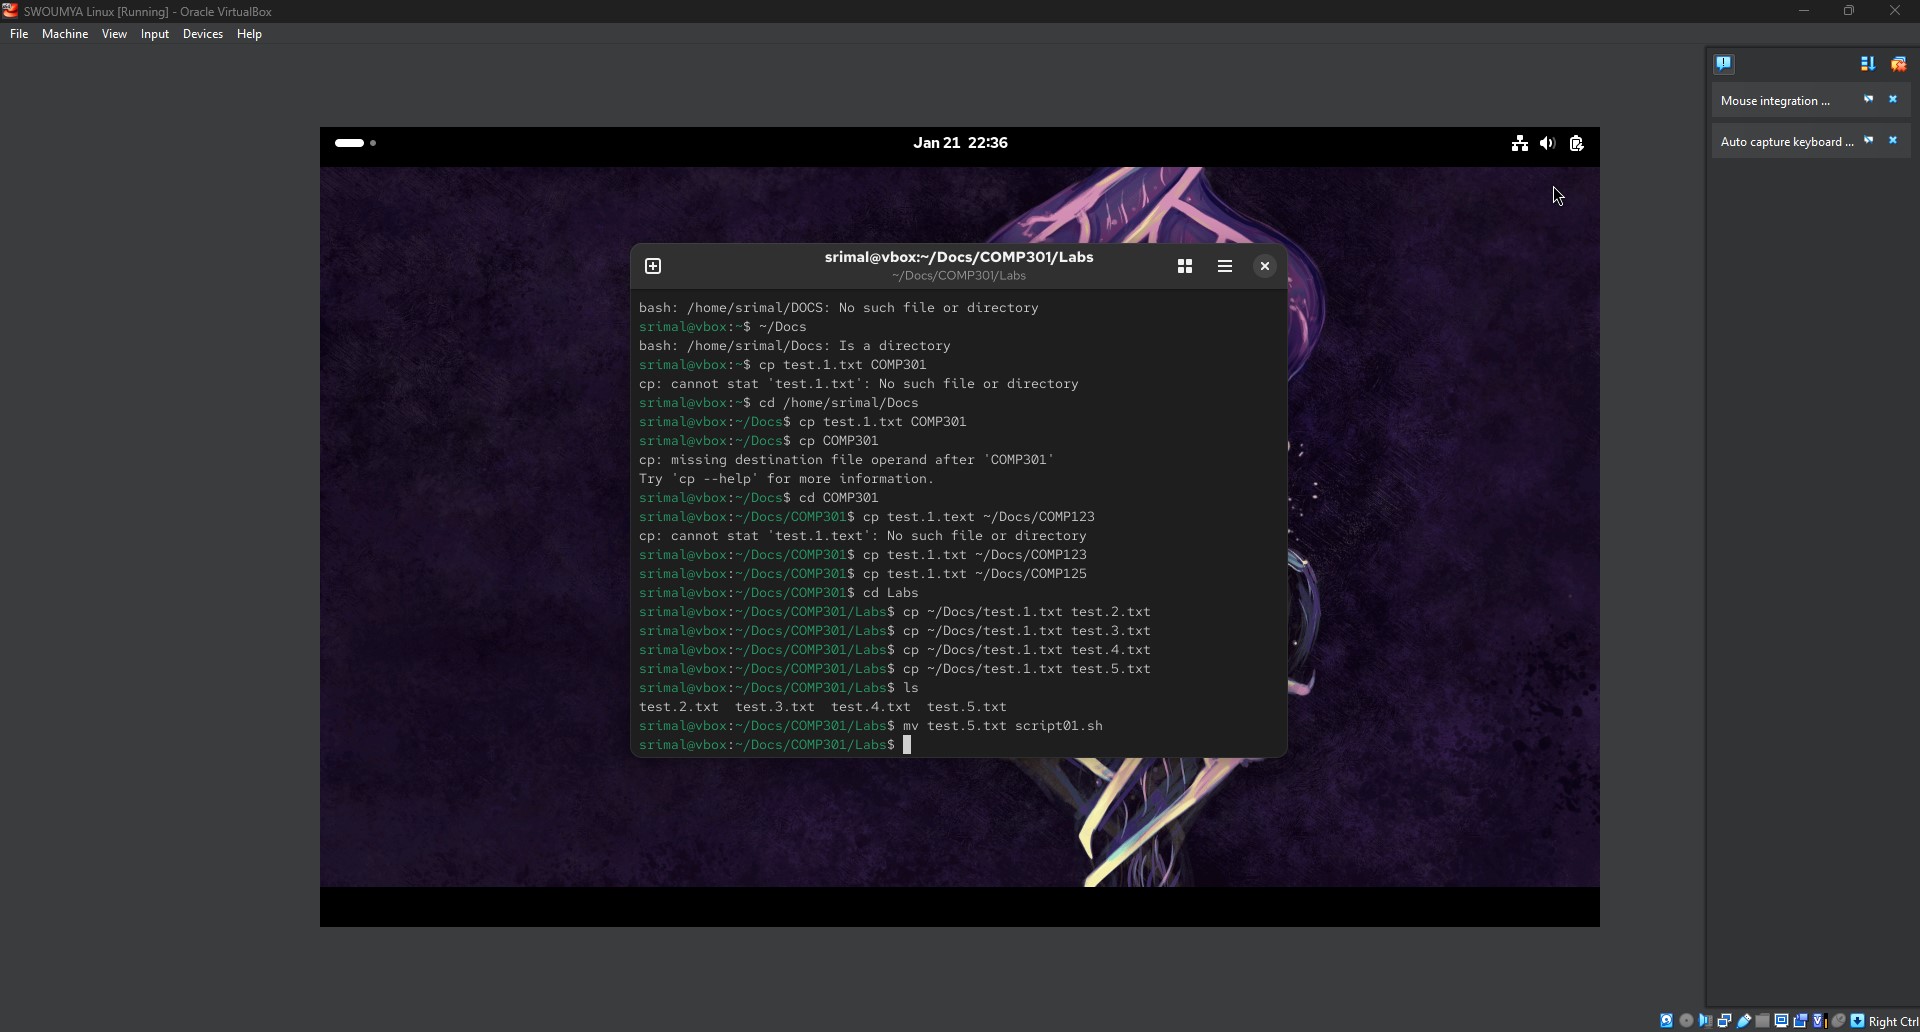 SWOUMYA Linux [Running] - Oracle VirtualBox
File Machine View Input Devices Help
Mouse integration ...
Auto capture keyboard ...
Jan 21 22:36
srimal@vbox:~/Docs/COMP301/Labs
~/Docs/COMP301/Labs
bash: /home/srimal/DOCS: No such file or directory
srimal@vbox:~$ ~/Docs
bash: /home/srimal/Docs: Is a directory
srimal@vbox:~$ cp test.1.txt COMP301
cp: cannot stat 'test.1.txt': No such file or directory
srimal@vbox:~$ cd /home/srimal/Docs
srimal@vbox:~/Docs$ cp test.1.txt COMP301
srimal@vbox:~/Docs$ cp COMP301
cp: missing destination file operand after 'COMP301'
Try 'cp --help' for more information.
srimal@vbox:~/Docs$ cd COMP301
srimal@vbox:~/Docs/COMP301$ cp test.1.text ~/Docs/COMP123
cp: cannot stat 'test.1.text': No such file or directory
srimal@vbox:~/Docs/COMP301$ cp test.1.txt ~/Docs/COMP123
srimal@vbox:~/Docs/COMP301$ cp test.1.txt ~/Docs/COMP125
srimal@vbox:~/Docs/COMP301$ cd Labs
srimal@vbox:~/Docs/COMP301/Labs$ cp ~/Docs/test.1.txt test.2.txt
srimal@vbox:~/Docs/COMP301/Labs$ cp ~/Docs/test.1.txt test.3.txt
srimal@vbox:~/Docs/COMP301/Labs$ cp ~/Docs/test.1.txt test.4.txt
srimal@vbox:~/Docs/COMP301/Labs$ cp ~/Docs/test.1.txt test.5.txt
srimal@vbox:~/Docs/COMP301/Labs$ ls
test.2.txt  test.3.txt  test.4.txt  test.5.txt
srimal@vbox:~/Docs/COMP301/Labs$ mv test.5.txt script01.sh
srimal@vbox:~/Docs/COMP301/Labs$
Right Ctrl